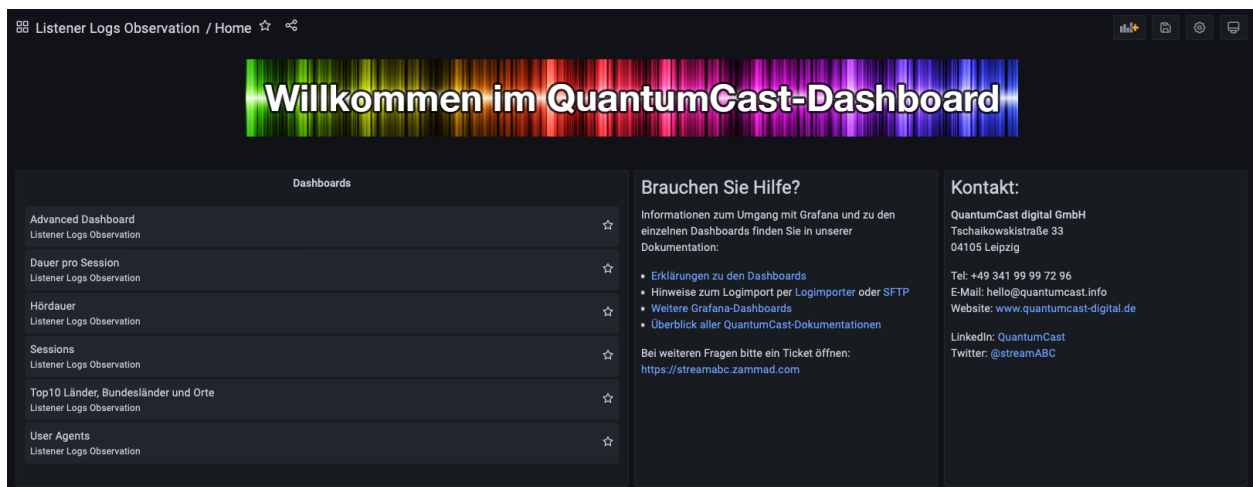 Listener Logs Observation / Home
Willkommen im QuantumCast-Dashboard
Dashboards
Advanced Dashboard
Listener Logs Observation
Dauer pro Session
Listener Logs Observation
Hördauer
Listener Logs Observation
Sessions
Listener Logs Observation
Top10 Länder, Bundesländer und Orte
Listener Logs Observation
User Agents
Listener Logs Observation
Brauchen Sie Hilfe?
Informationen zum Umgang mit Grafana und zu den
einzelnen Dashboards finden Sie in unserer
Dokumentation:
Erklärungen zu den Dashboards
Hinweise zum Logimport per Logimporter oder SFTP
Weitere Grafana-Dashboards
Überblick aller QuantumCast-Dokumentationen
Bei weiteren Fragen bitte ein Ticket öffnen:
https://streamabc.zammad.com
Kontakt:
QuantumCast digital GmbH
Tschaikowskistraße 33
04105 Leipzig
Tel: +49 341 99 99 72 96
E-Mail: hello@quantumcast.info
Website: www.quantumcast-digital.de
LinkedIn: QuantumCast
Twitter: @streamABC